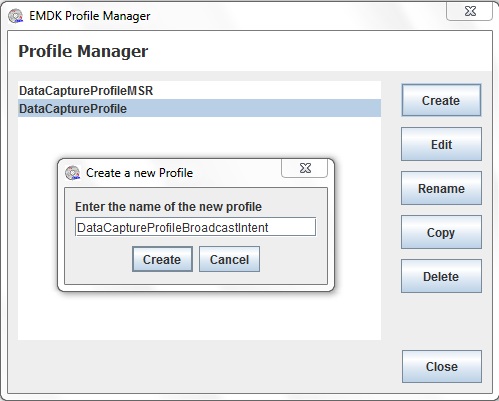 EMDK Profile Manager
Profile Manager
DataCaptureProfileMSR
DataCaptureProfile
Create
Edit
Rename
Copy
Delete
Close
Create a new Profile
Enter the name of the new profile
DataCaptureProfileBroadcastIntent
Create
Cancel